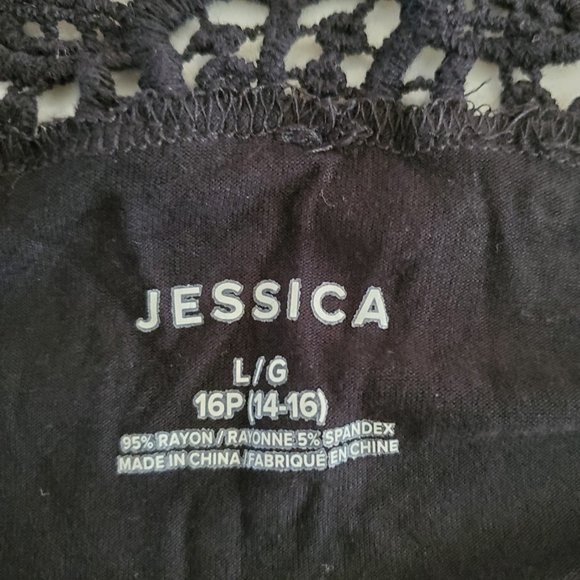 JESSICA
L/G
16P (14-16)
95% RAYON / RAYONNE 5% SPANDEX
MADE IN CHINA / FABRIQUÉ EN CHINE